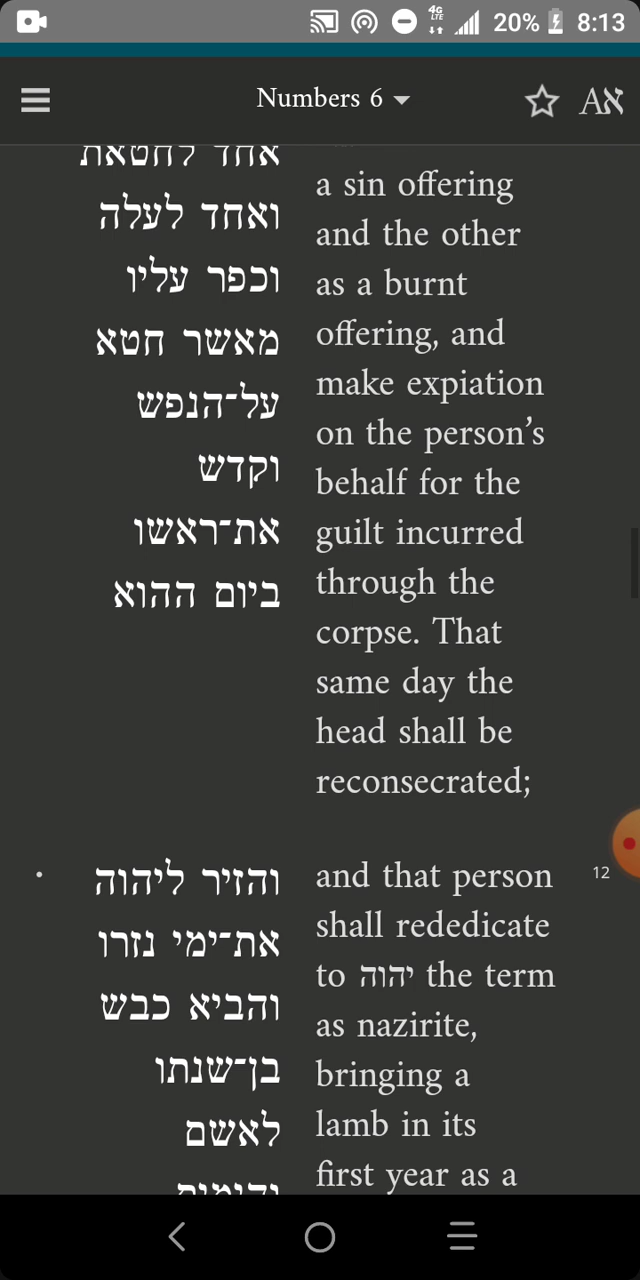 4G
LTE
20%
8:13
Numbers 6
Aא
אחד לחטאת
ואחד לעלה
וכפר עליו
מאשר חטא
על־הנפש
וקדש
את־ראשו
ביום ההוא
a sin offering
and the other
as a burnt
offering, and
make expiation
on the person’s
behalf for the
guilt incurred
through the
corpse. That
same day the
head shall be
reconsecrated;
והזיר ליהוה
את־ימי נזרו
והביא כבש
בן־שנתו
לאשם
והימים
12
and that person
shall rededicate
to יהוה the term
as nazirite,
bringing a
lamb in its
first year as a